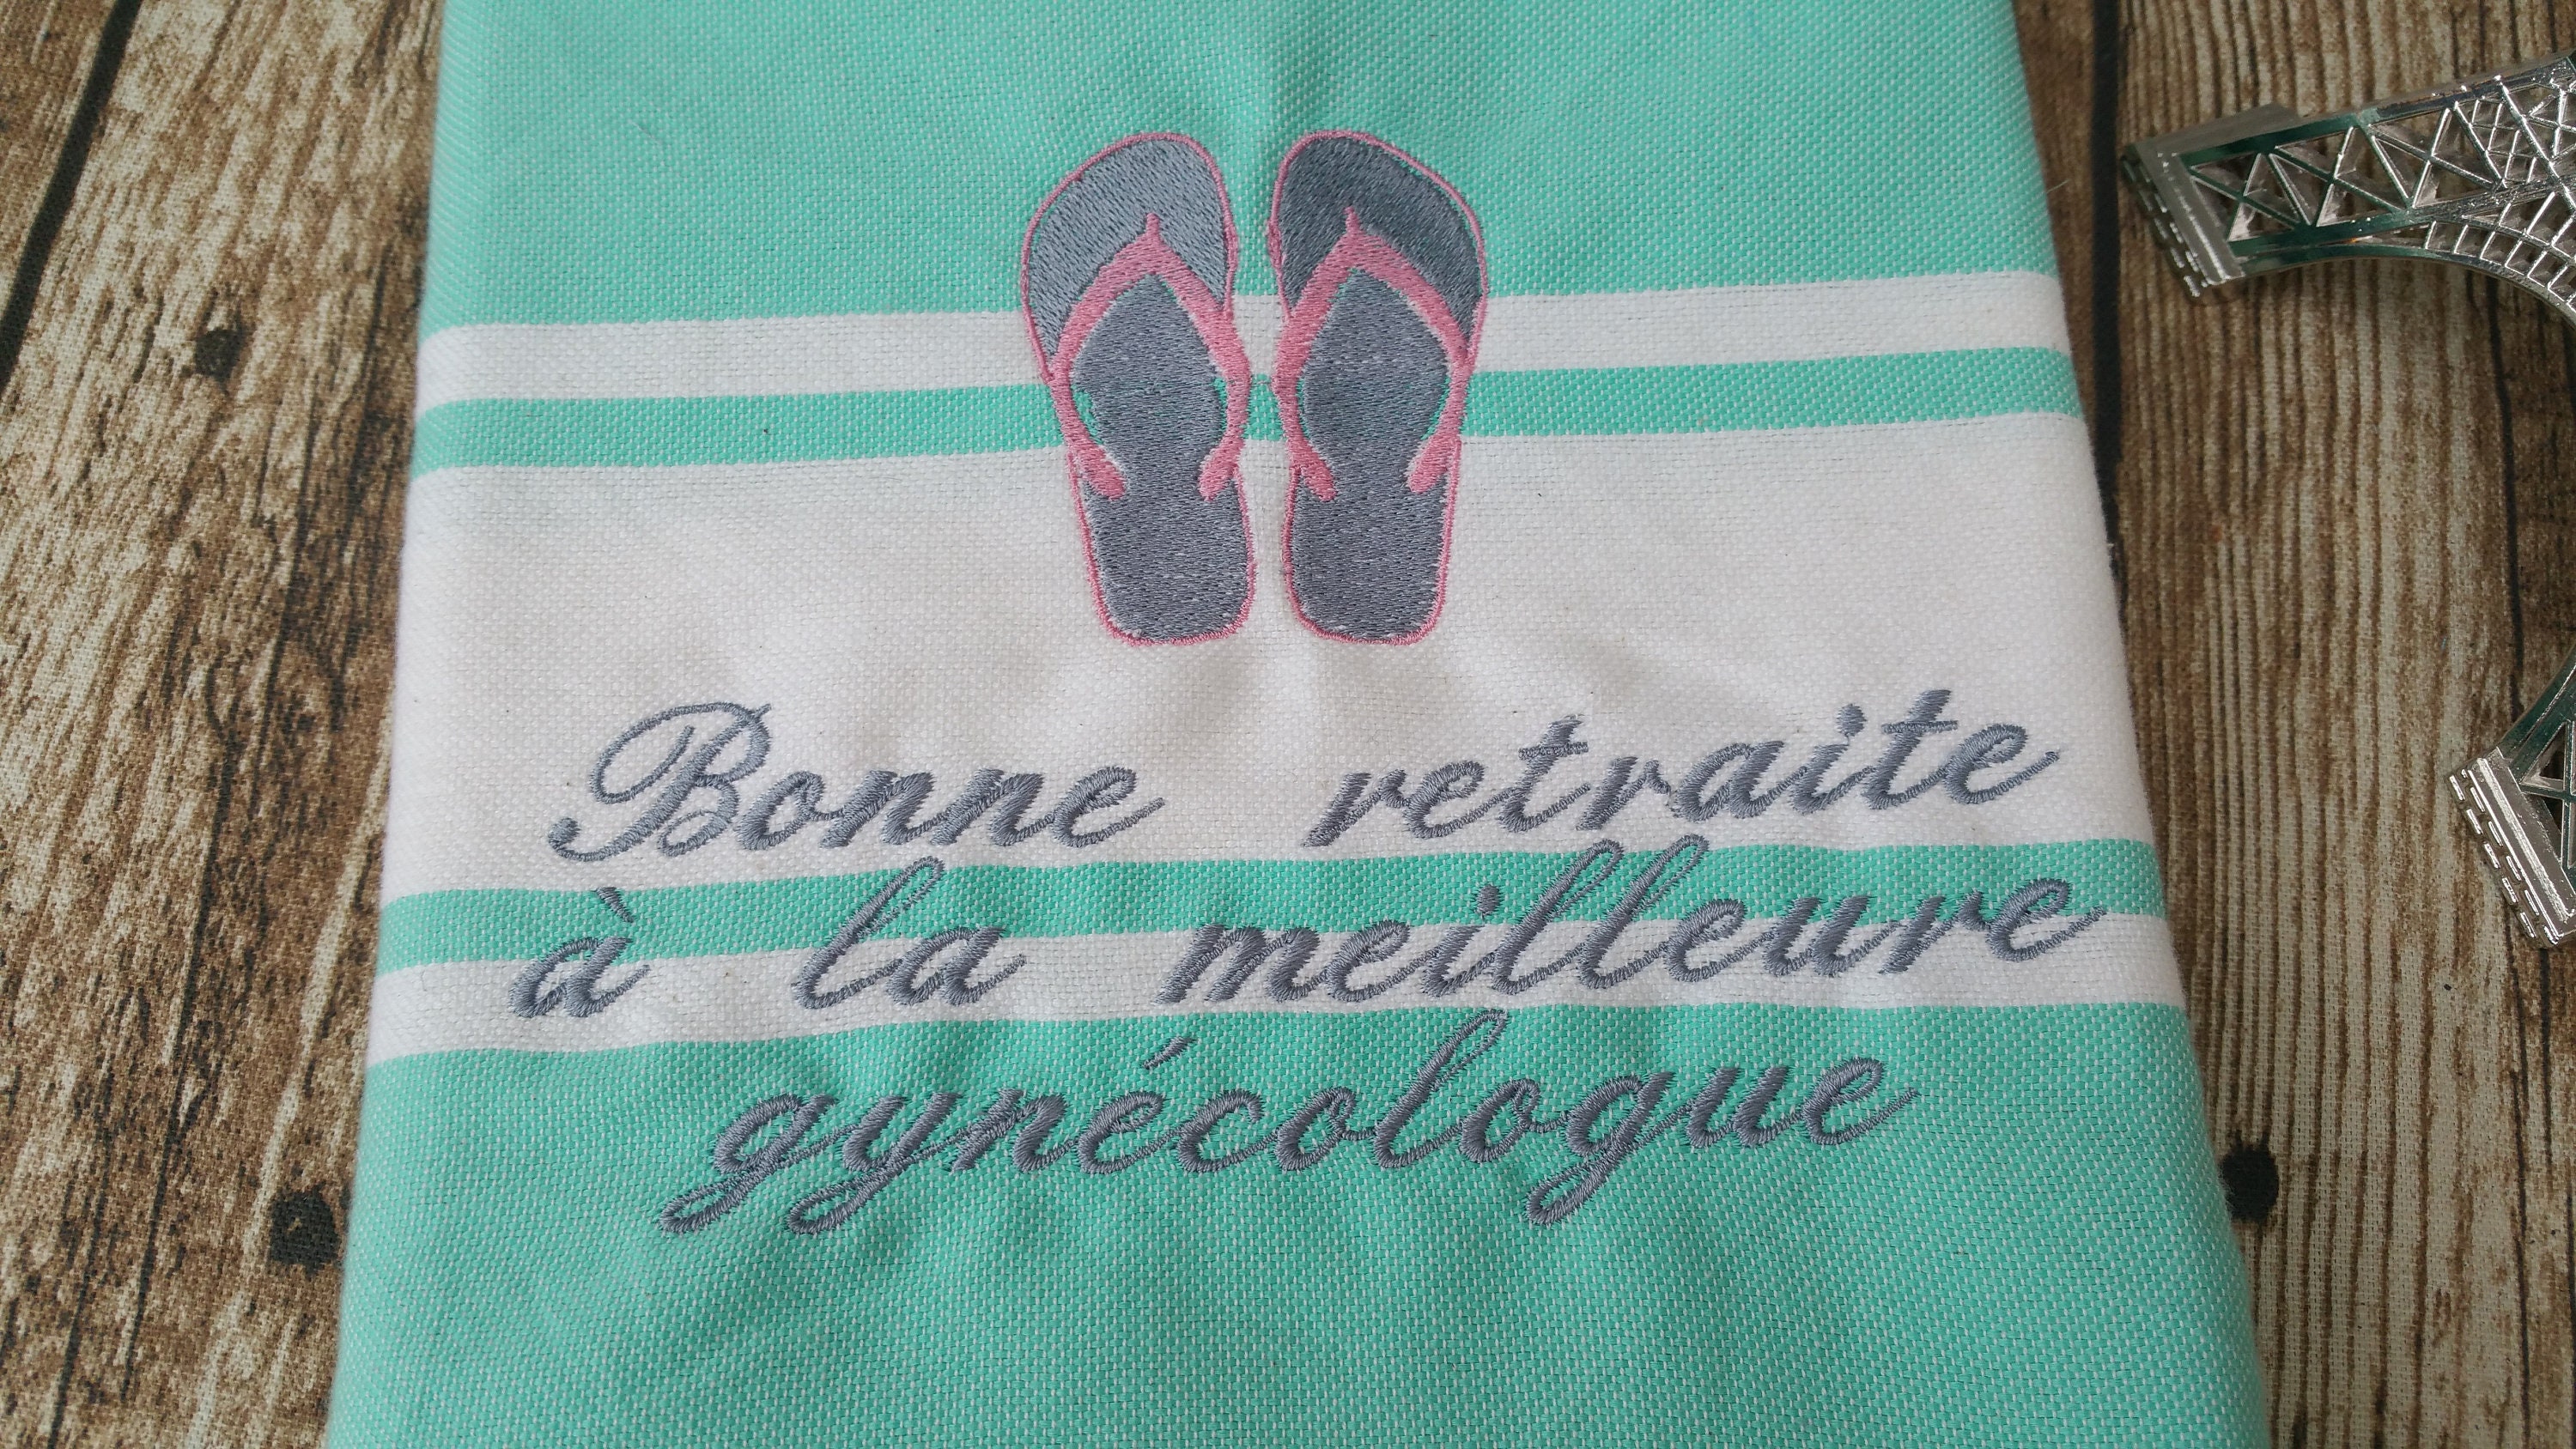 Bonne retraite
à la meilleure
gynécologue